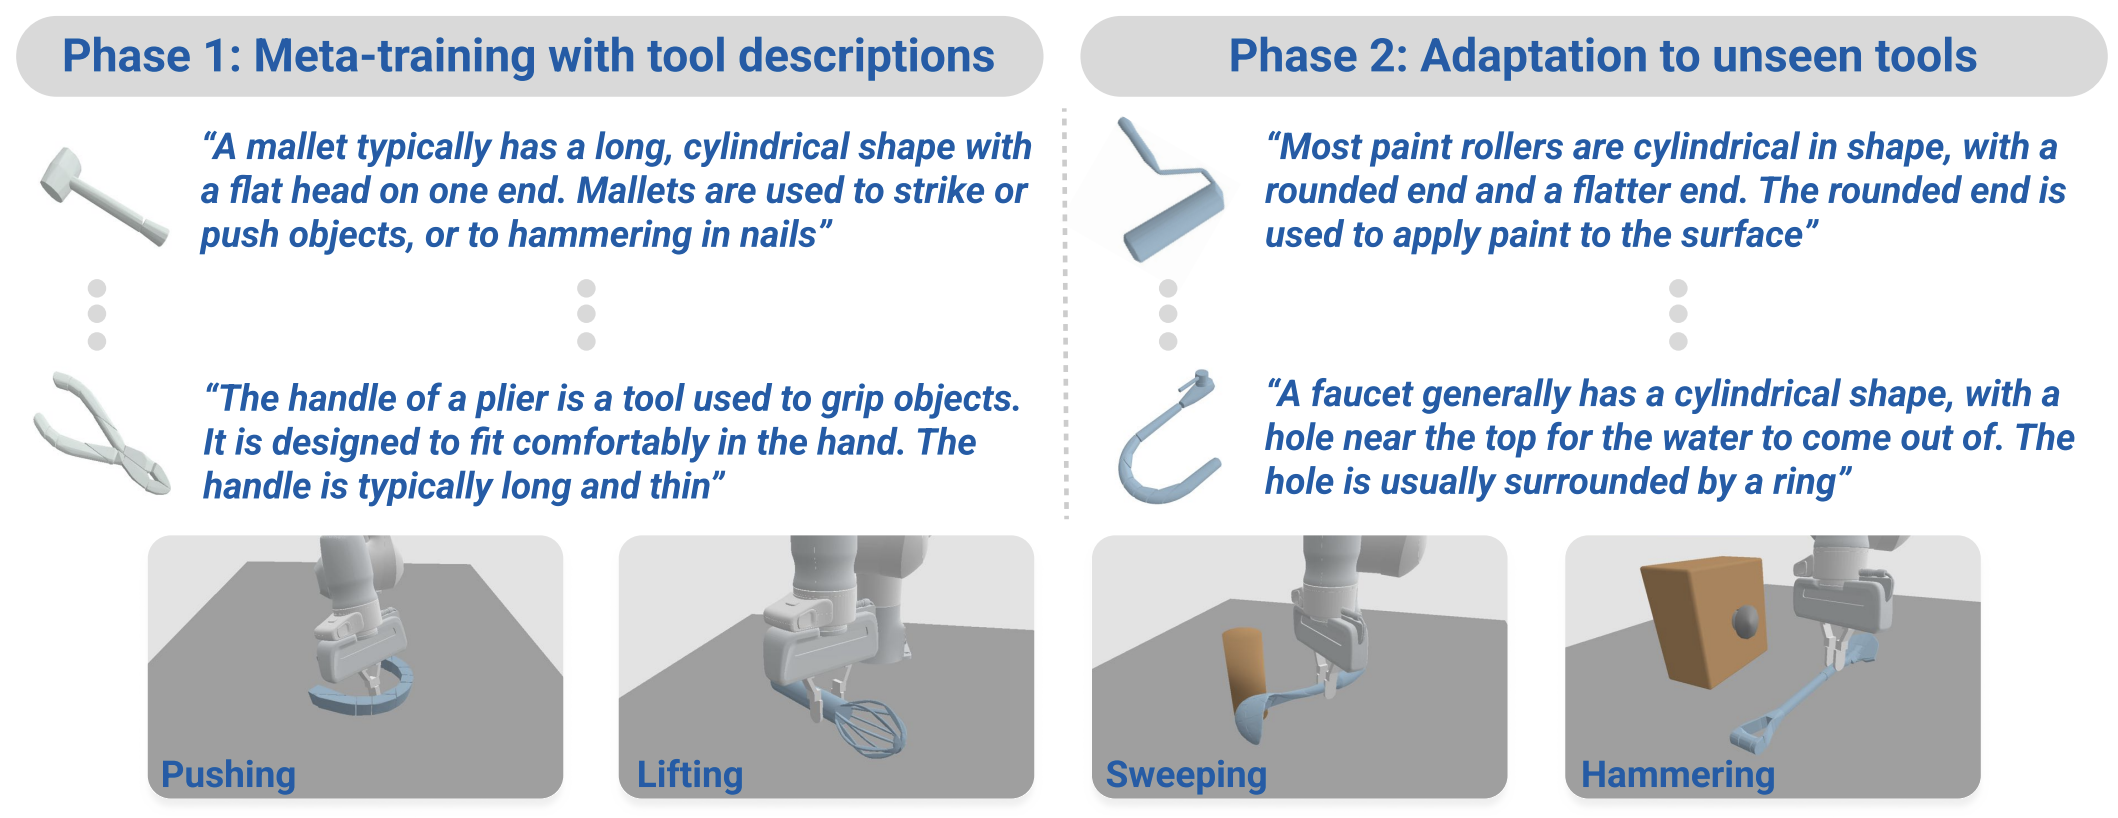 Phase 1: Meta-training with tool descriptions
“A mallet typically has a long, cylindrical shape with
a flat head on one end. Mallets are used to strike or
push objects, or to hammering in nails”
“The handle of a plier is a tool used to grip objects.
It is designed to fit comfortably in the hand. The
handle is typically long and thin”
Phase 2: Adaptation to unseen tools
“Most paint rollers are cylindrical in shape, with a
rounded end and a flatter end. The rounded end is
used to apply paint to the surface”
“A faucet generally has a cylindrical shape, with a
hole near the top for the water to come out of. The
hole is usually surrounded by a ring”
Pushing
Lifting
Sweeping
Hammering